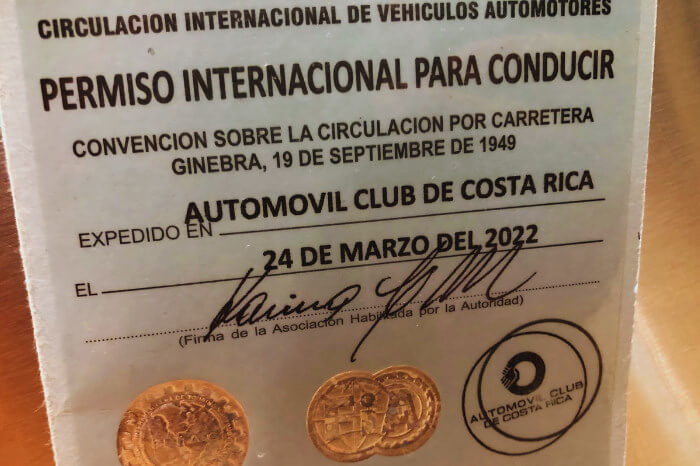 CIRCULACION INTERNACIONAL DE VEHICULOS AUTOMOTORES
PERMISO INTERNACIONAL PARA CONDUCIR
CONVENCION SOBRE LA CIRCULACION POR CARRETERA
GINEBRA, 19 DE SEPTIEMBRE DE 1949
AUTOMOVIL CLUB DE COSTA RICA
EXPEDIDO EN
24 DE MARZO DEL 2022
EL
(Firma de la Asociación Habilitada por la Autoridad)
AUTOMOVIL CLUB
DE COSTA RICA